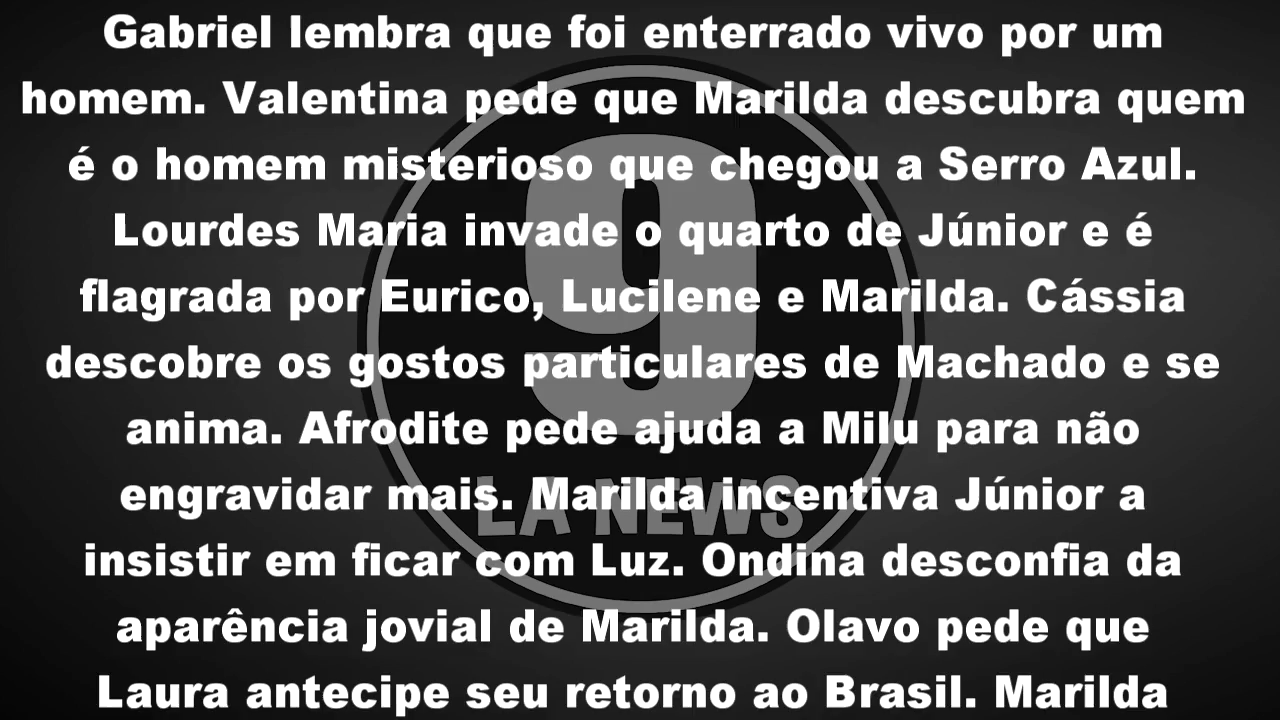 Gabriel lembra que foi enterrado vivo por um
homem. Valentina pede que Marilda descubra quem
é o homem misterioso que chegou a Serro Azul.
Lourdes Maria invade o quarto de Júnior e é
flagrada por Eurico, Lucilene e Marilda. Cássia
descobre os gostos particulares de Machado e se
anima. Afrodite pede ajuda a Milu para não
engravidar mais. Marilda incentiva Júnior a
insistir em ficar com Luz. Ondina desconfia da
aparência jovial de Marilda. Olavo pede que
Laura antecipe seu retorno ao Brasil. Marilda
9
LA NEWS